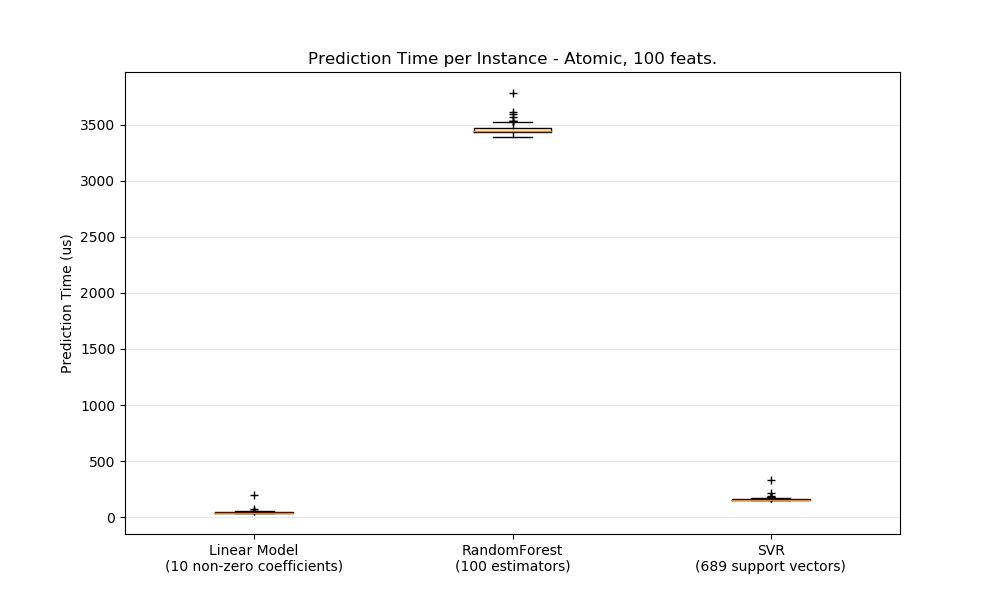 Prediction Time per Instance - Atomic, 100 feats.
Prediction Time (us)
3500
3000
2500
2000
1500
1000
500
0
Linear Model
(10 non-zero coefficients)
RandomForest
(100 estimators)
SVR
(689 support vectors)